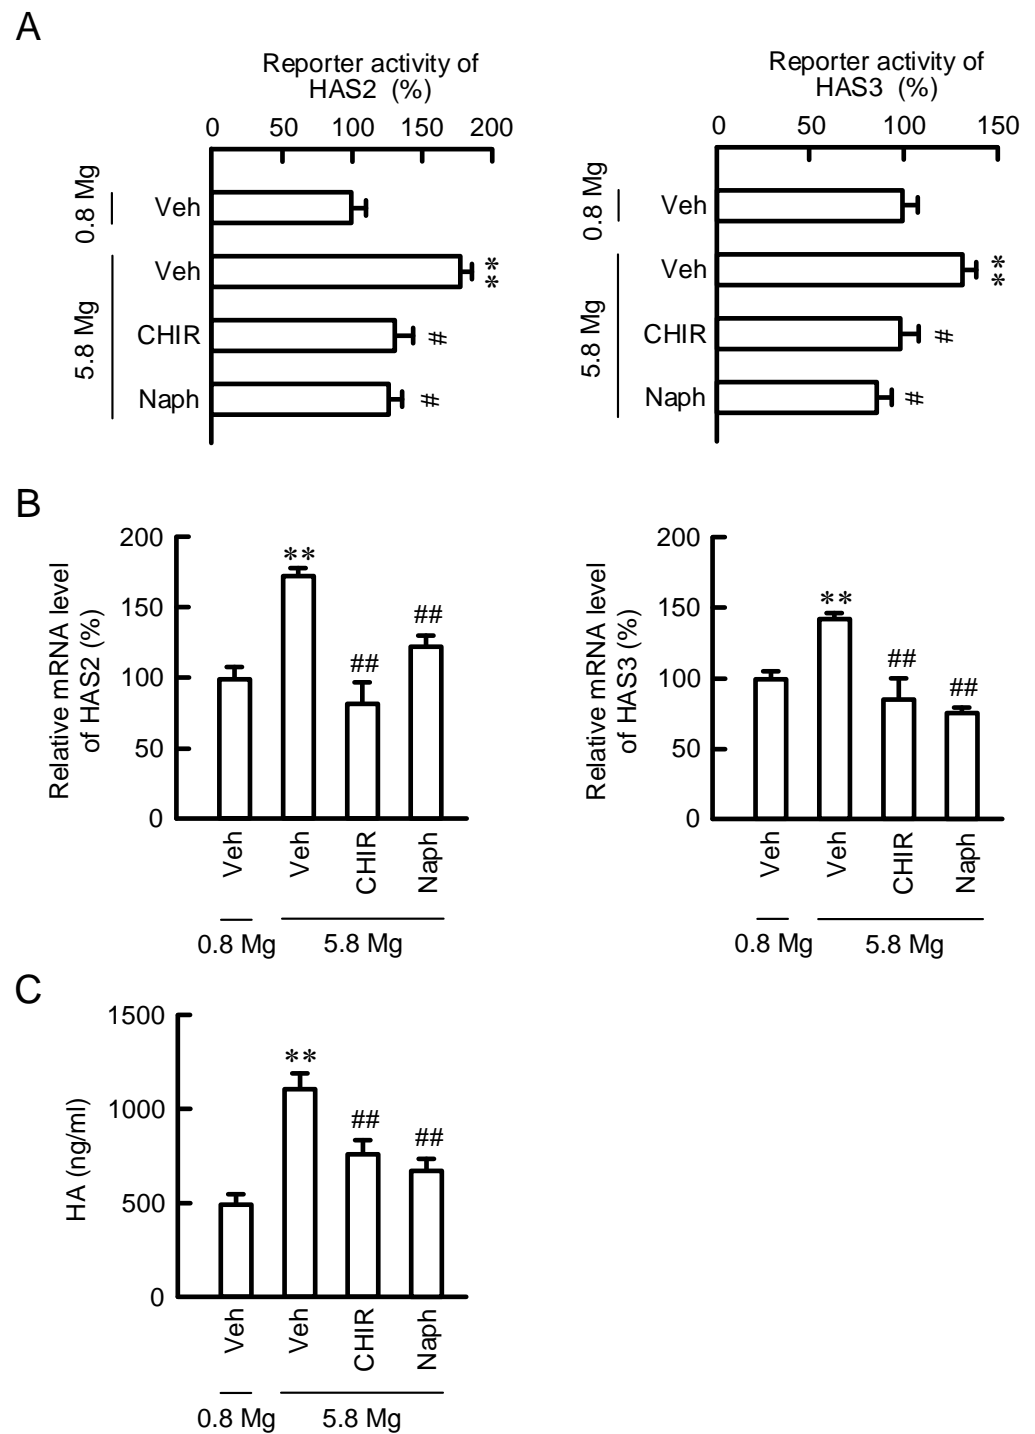 A
Reporter activity of
HAS2 (%)
0 50 100 150 200
0.8 Mg
Veh
**
5.8 Mg
Veh
CHIR #
Naph #
Reporter activity of
HAS3 (%)
0 50 100 150
0.8 Mg
Veh
**
5.8 Mg
Veh
CHIR #
Naph #
B
Relative mRNA level
of HAS2 (%)
200
150
100
50
0
**
##
##
Veh Veh CHIR Naph
0.8 Mg 5.8 Mg
Relative mRNA level
of HAS3 (%)
200
150
100
50
0
**
##
##
Veh Veh CHIR Naph
0.8 Mg 5.8 Mg
C
HA (ng/ml)
1500
1000
500
0
**
##
##
Veh Veh CHIR Naph
0.8 Mg 5.8 Mg